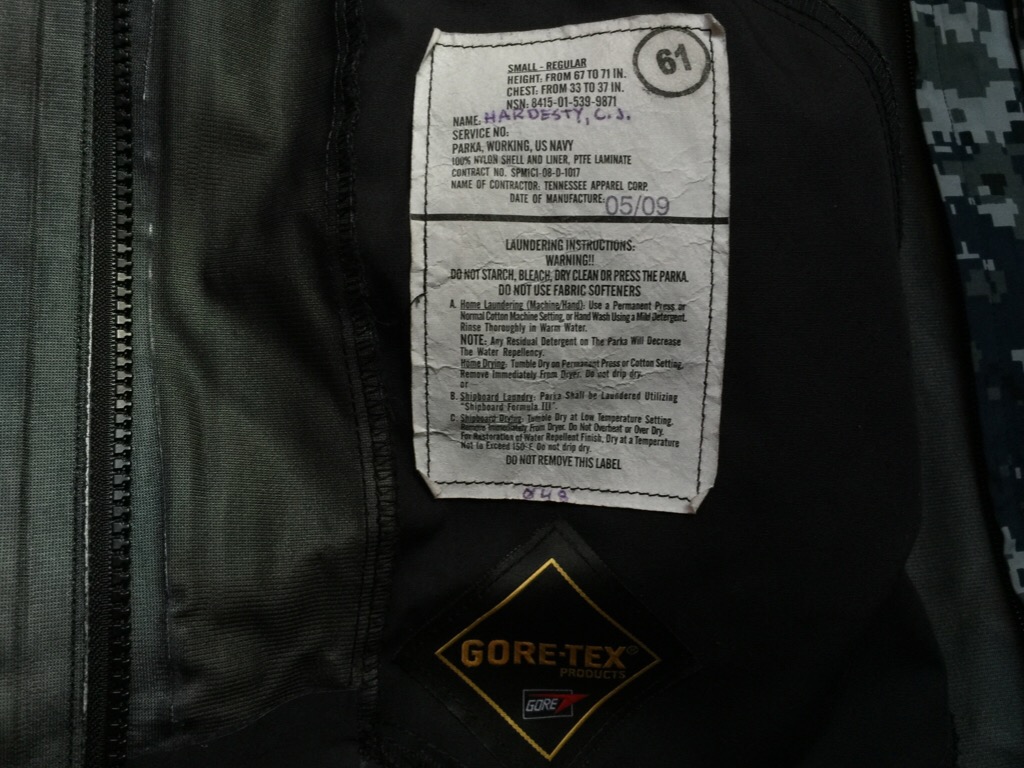 61
SMALL - REGULAR
HEIGHT: FROM 67 TO 71 IN.
CHEST: FROM 33 TO 37 IN.
NSN: 8415-01-539-9871
NAME: HARDESTY, C.J.
SERVICE NO:
PARKA, WORKING, US NAVY
100% NYLON SHELL AND LINER, PTFE LAMINATE
CONTRACT NO. SPM1C1-08-D-1017
NAME OF CONTRACTOR: TENNESSEE APPAREL CORP.
DATE OF MANUFACTURE: 05/09
LAUNDERING INSTRUCTIONS:
WARNING!!
DO NOT STARCH, BLEACH, DRY CLEAN OR PRESS THE PARKA.
DO NOT USE FABRIC SOFTENERS
A. Home Laundering (Machine/Hand): Use a Permanent Press or
Normal Cotton Machine Setting, or Hand Wash Using a Mild Detergent.
Rinse Thoroughly in Warm Water.
NOTE: Any Residual Detergent on The Parka Will Decrease
The Water Repellency.
Home Drying: Tumble Dry on Permanent Press or Cotton Setting.
Remove Immediately From Dryer. Do not drip dry.
or
B. Shipboard Laundry: Parka Shall be Laundered Utilizing
"Shipboard Formula III".
C. Shipboard Drying: Tumble Dry at Low Temperature Setting.
Remove Immediately From Dryer. Do Not Overheat or Over Dry.
For Restoration of Water Repellent Finish, Dry at a Temperature
Not to Exceed 150°F. Do not drip dry.
DO NOT REMOVE THIS LABEL
GORE-TEX®
PRODUCTS
GORE